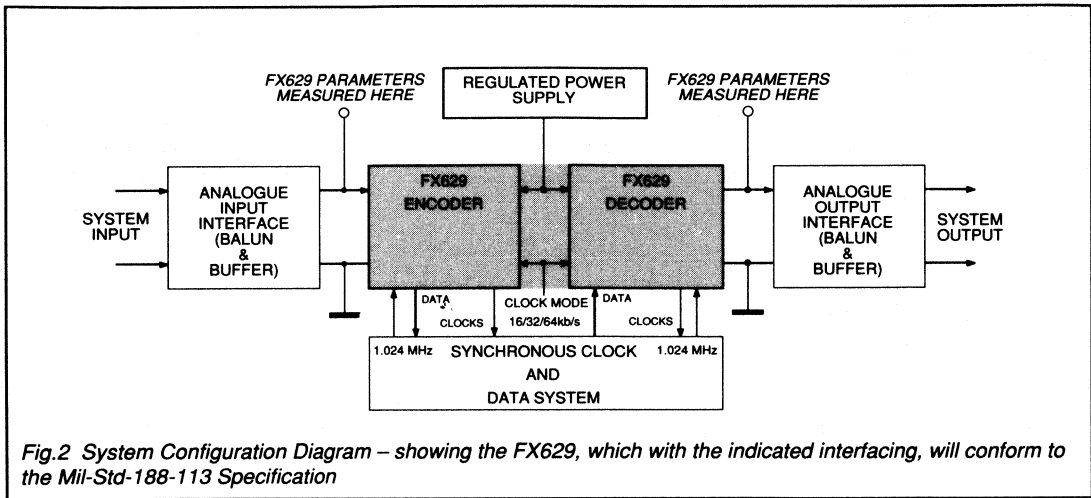 FX629 PARAMETERS
MEASURED HERE
REGULATED POWER
SUPPLY
FX629 PARAMETERS
MEASURED HERE
SYSTEM
INPUT
ANALOGUE
INPUT
INTERFACE
(BALUN
&
BUFFER)
FX629
ENCODER
FX629
DECODER
ANALOGUE
OUTPUT
INTERFACE
(BALUN
&
BUFFER)
SYSTEM
OUTPUT
DATA
CLOCKS
CLOCK MODE
16/32/64kb/s
DATA
CLOCKS
1.024 MHz
SYNCHRONOUS CLOCK
AND
DATA SYSTEM
1.024 MHz
Fig.2 System Configuration Diagram – showing the FX629, which with the indicated interfacing, will conform to
the Mil-Std-188-113 Specification